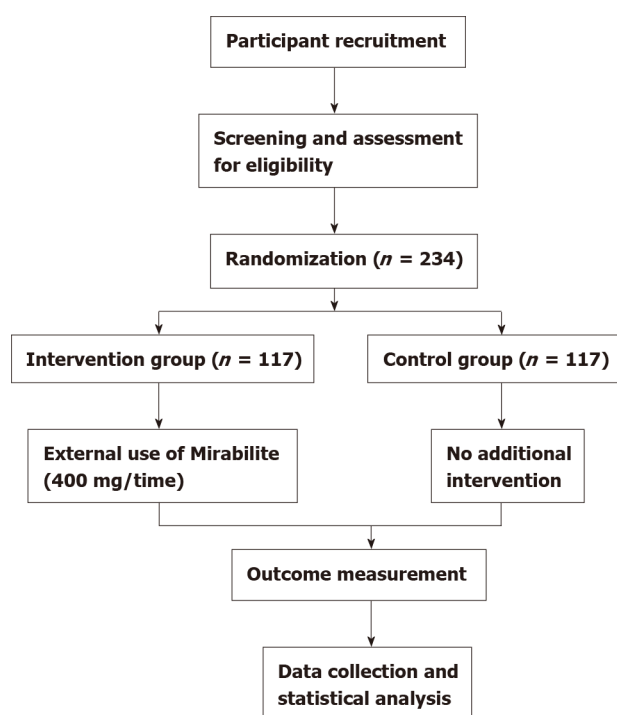 Participant recruitment
Screening and assessment
for eligibility
Randomization (n = 234)
Intervention group (n = 117)
Control group (n = 117)
External use of Mirabilite
(400 mg/time)
No additional
intervention
Outcome measurement
Data collection and
statistical analysis